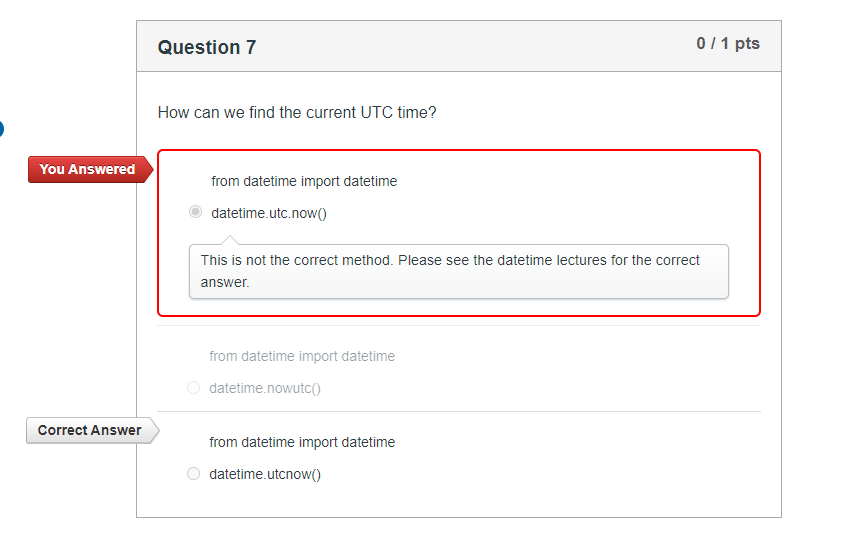 Question 7
0 / 1 pts
How can we find the current UTC time?
You Answered
from datetime import datetime
datetime.utc.now()
This is not the correct method. Please see the datetime lectures for the correct
answer.
from datetime import datetime
datetime.nowutc()
Correct Answer
from datetime import datetime
datetime.utcnow()